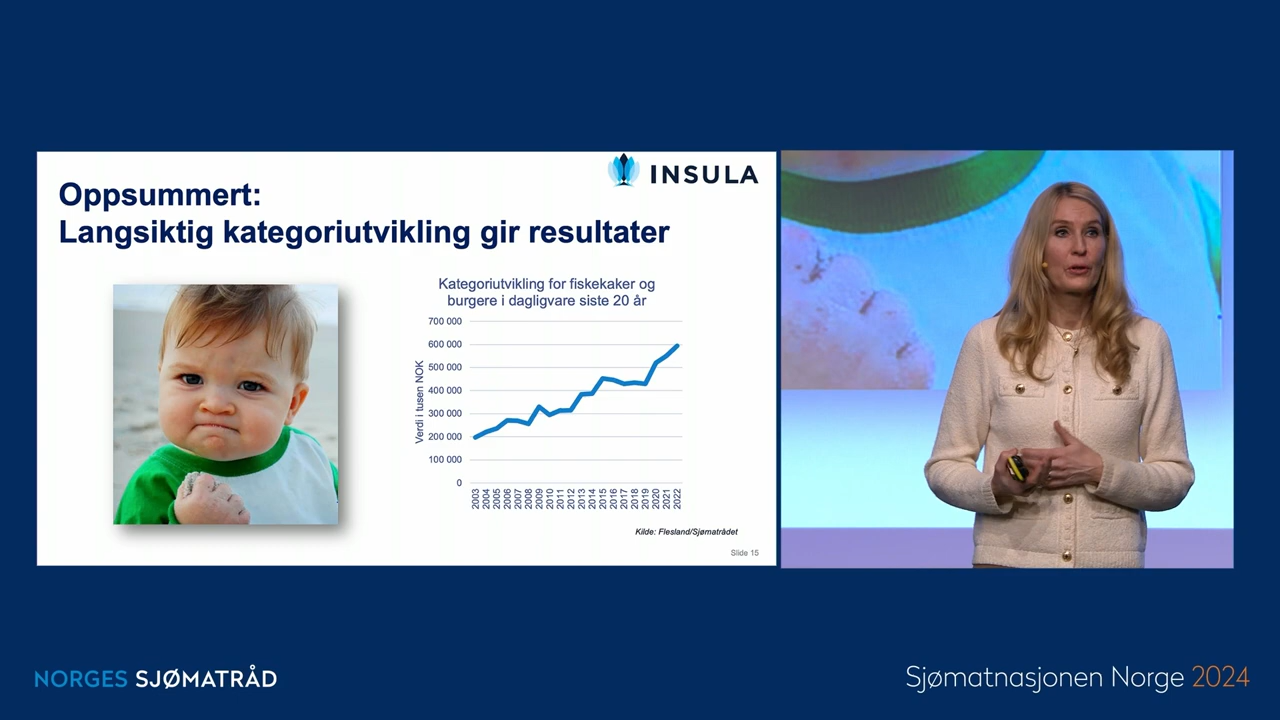 INSULA
Oppsummert:
Langsiktig kategoriutvikling gir resultater
Kategoriutvikling for fiskekaker og
burgere i dagligvare siste 20 år
Verdi i tusen NOK
700 000
600 000
500 000
400 000
300 000
200 000
100 000
0
2003
2004
2005
2006
2007
2008
2009
2010
2011
2012
2013
2014
2015
2016
2017
2018
2019
2020
2021
2022
Kilde: Flesland/Sjømatrådet
Slide 15
NORGES SJØMATRÅD
Sjømatnasjonen Norge 2024